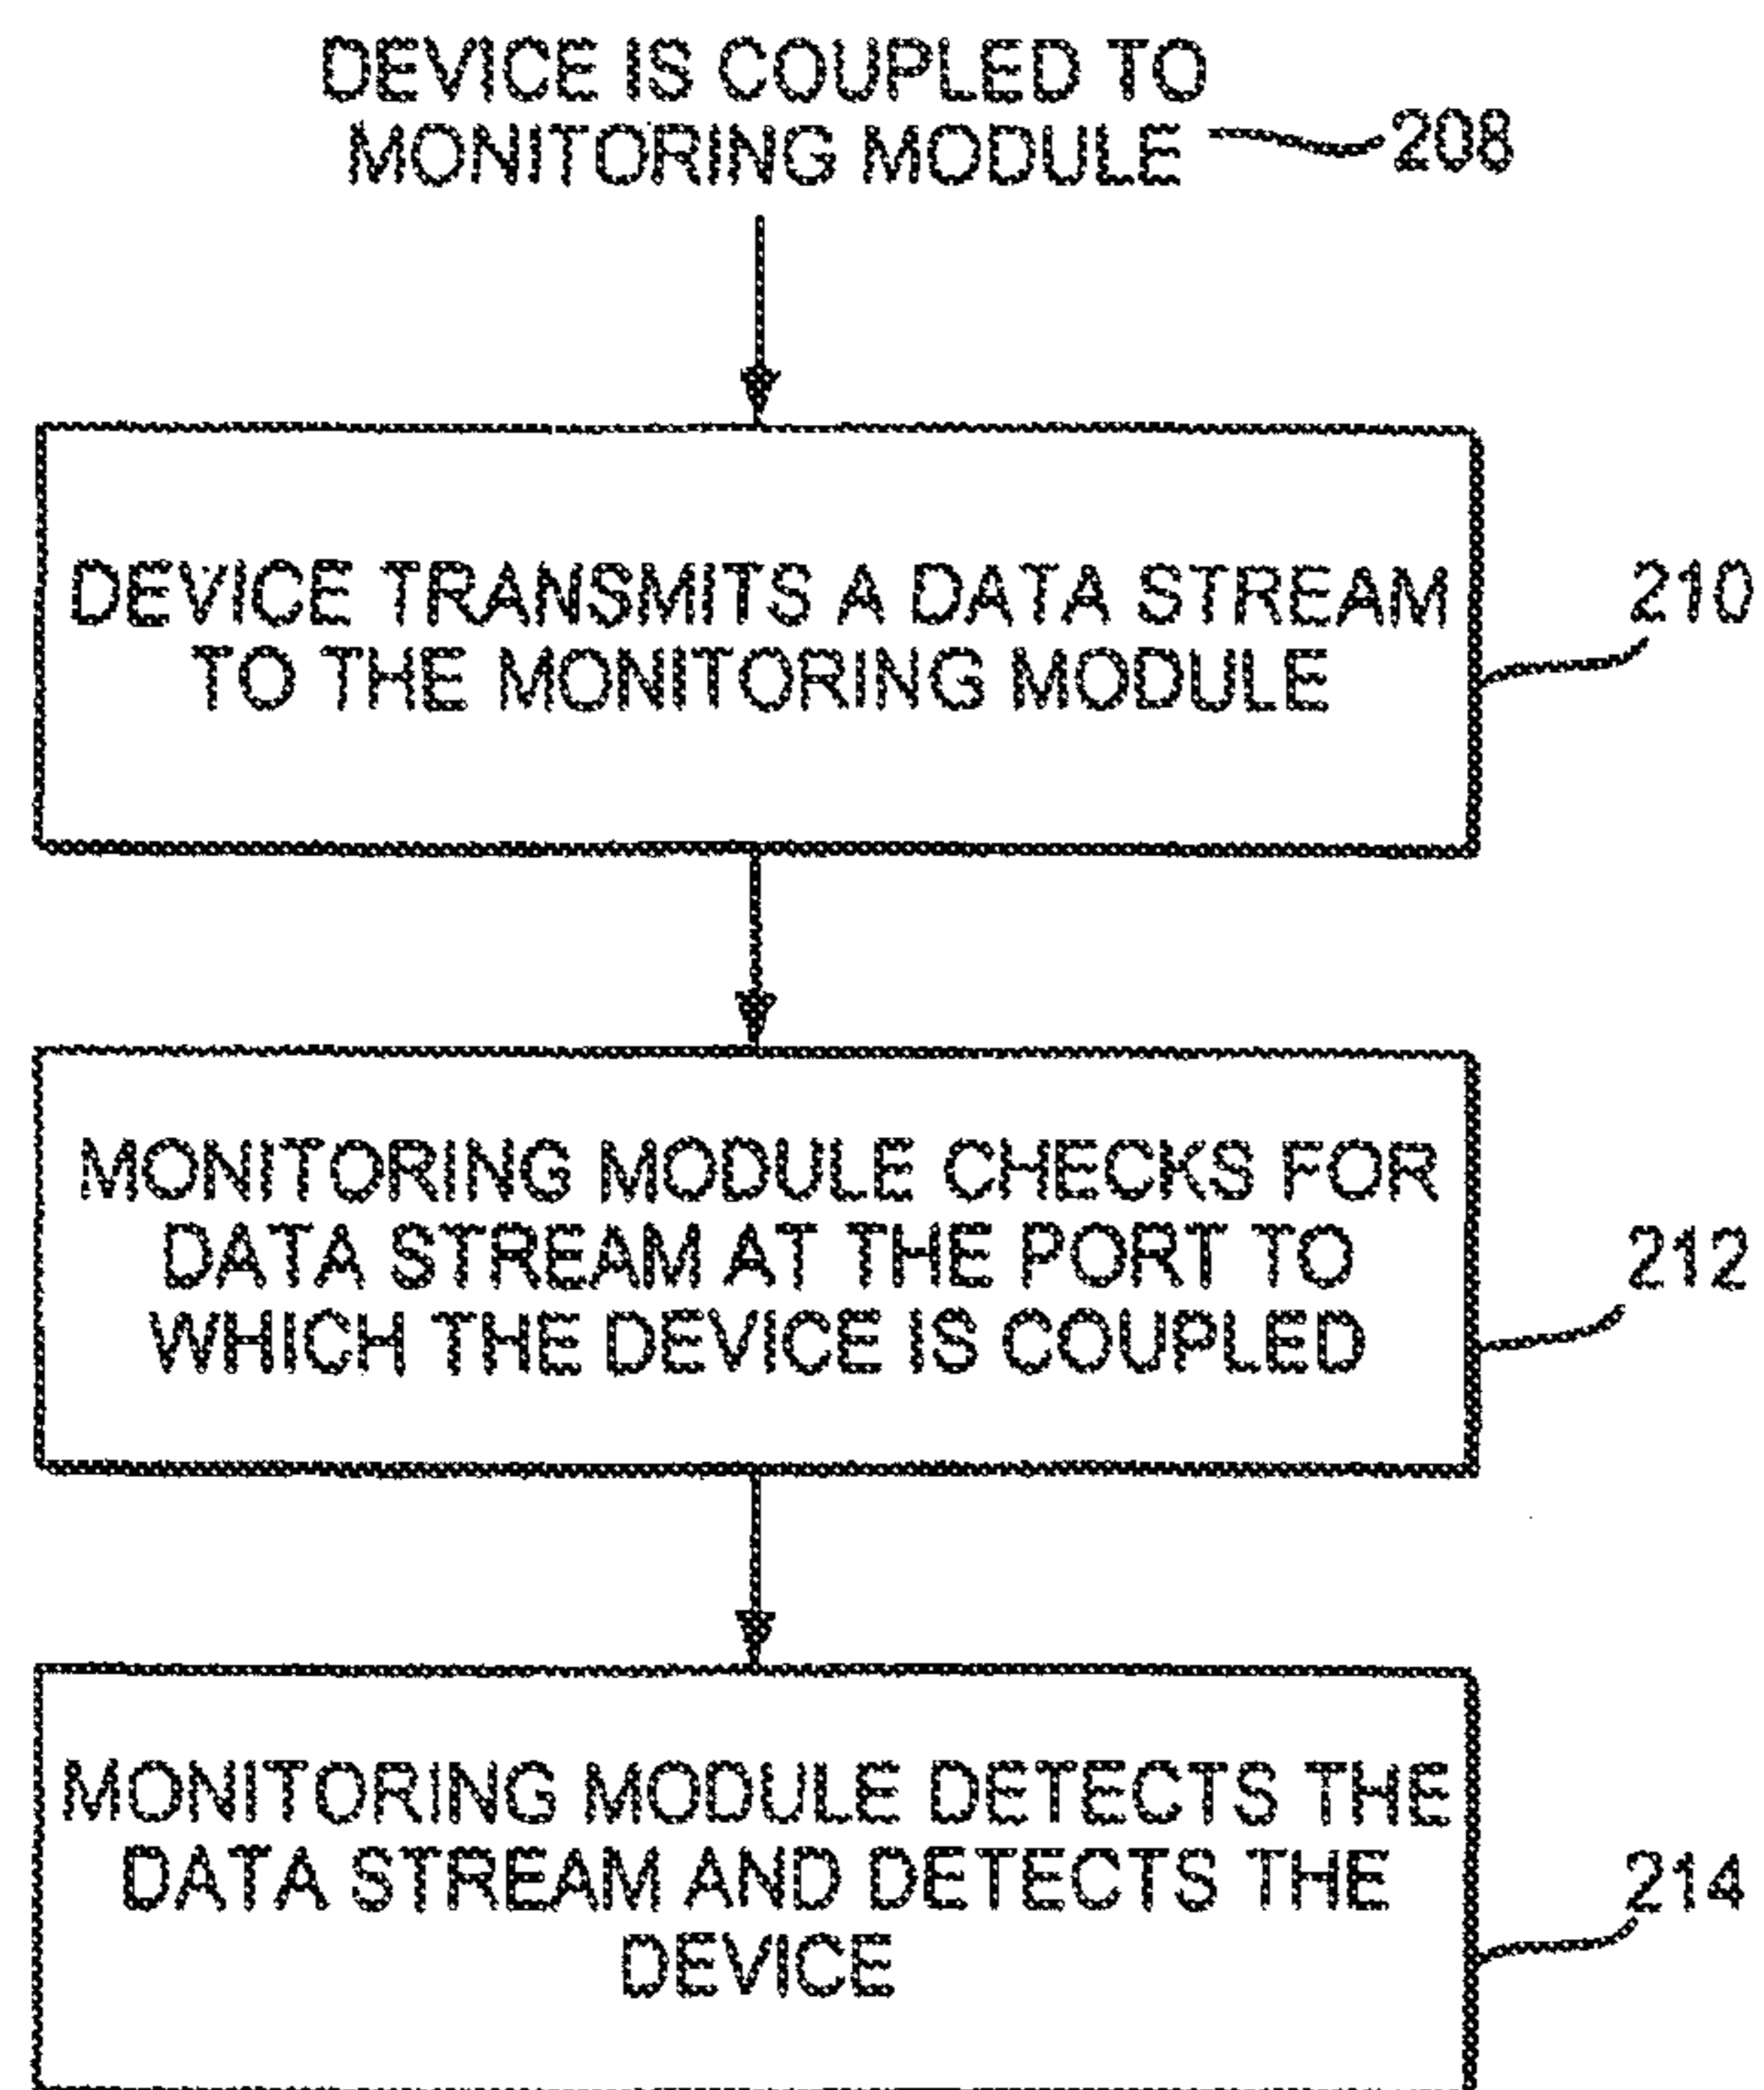 DEVICE IS COUPLED TO
MONITORING MODULE 208
DEVICE TRANSMITS A DATA STREAM
TO THE MONITORING MODULE
210
MONITORING MODULE CHECKS FOR
DATA STREAM AT THE PORT TO
WHICH THE DEVICE IS COUPLED
212
MONITORING MODULE DETECTS THE
DATA STREAM AND DETECTS THE
DEVICE
214